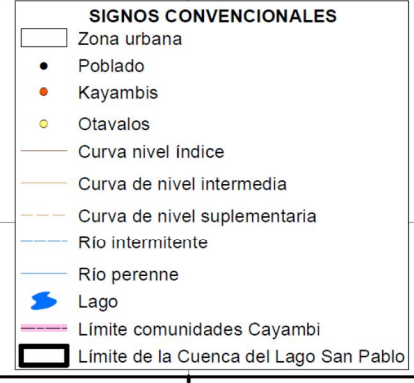 SIGNOS CONVENCIONALES
Zona urbana
Poblado
Kayambis
Otavalos
Curva nivel índice
Curva de nivel intermedia
Curva de nivel suplementaria
Río intermitente
Río perenne
Lago
Límite comunidades Cayambi
Límite de la Cuenca del Lago San Pablo